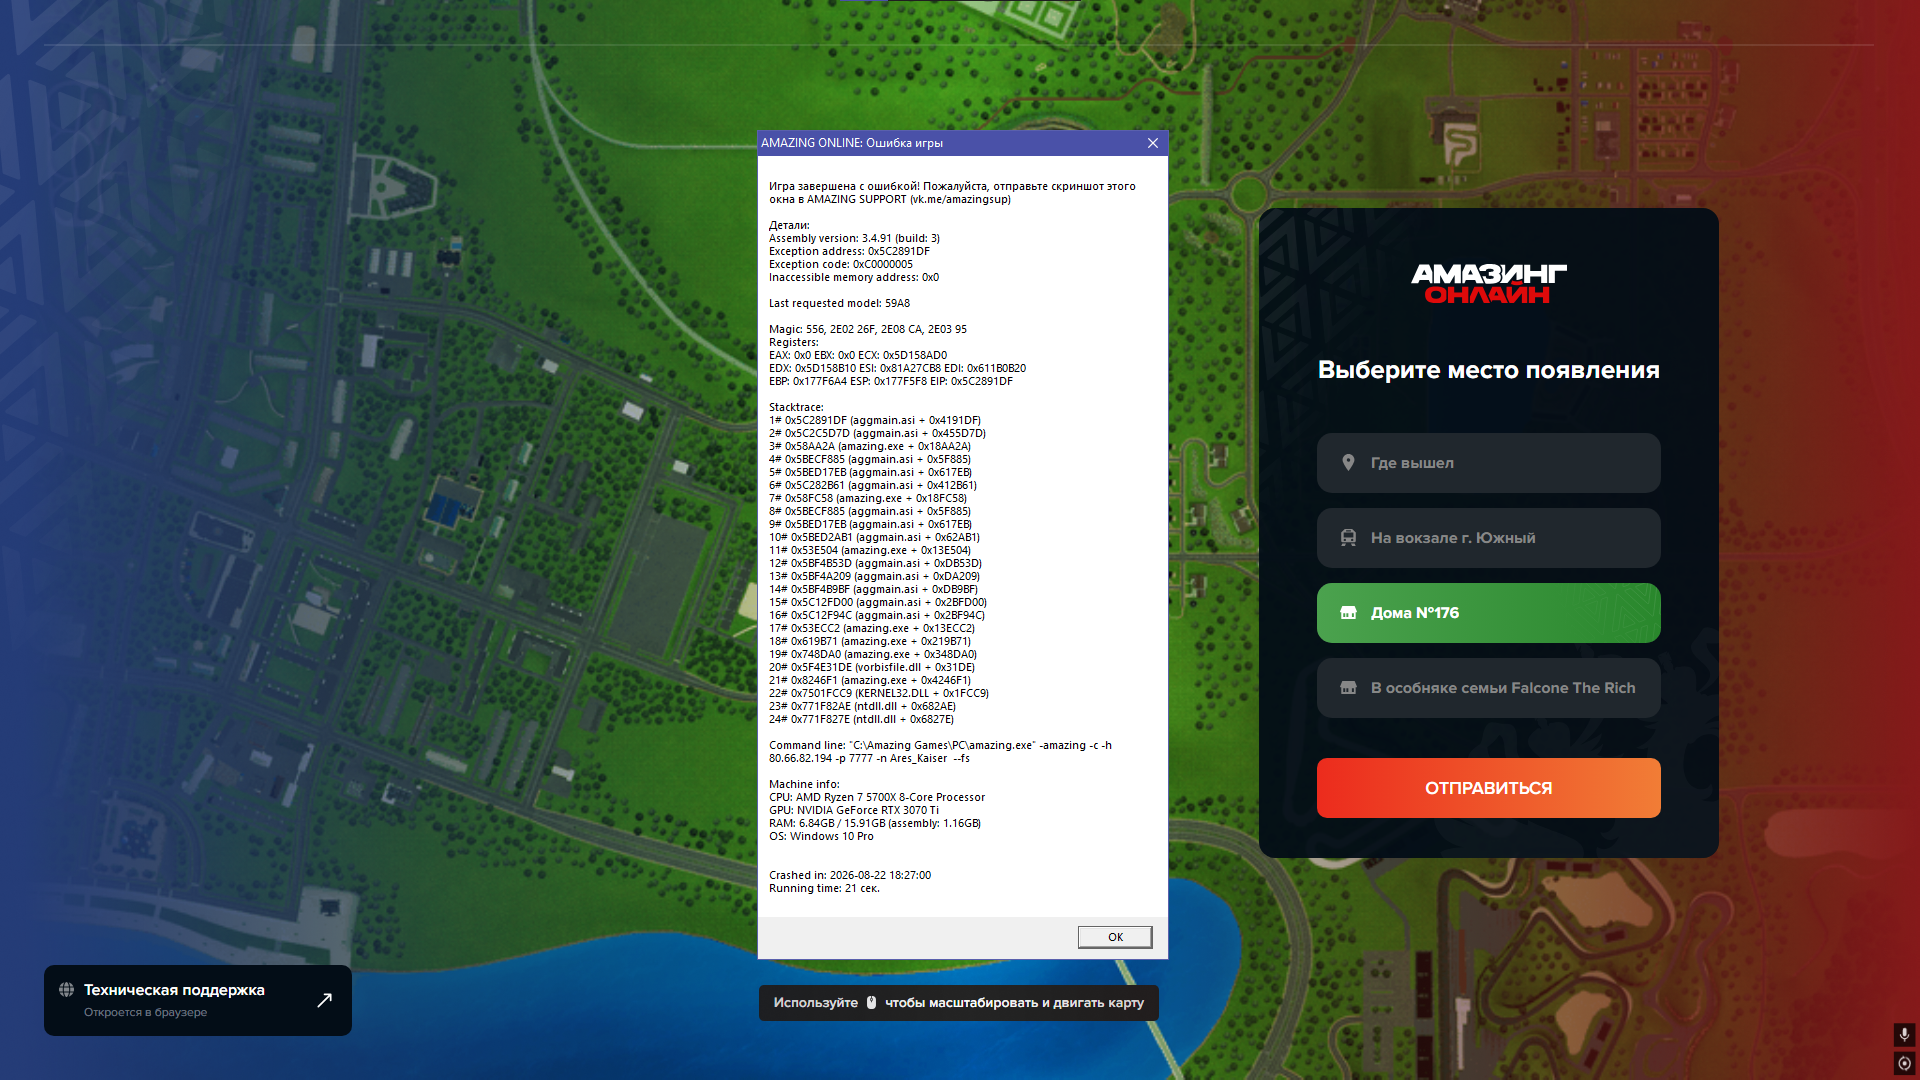 AMAZING ONLINE: Ошибка игры
Игра завершена с ошибкой! Пожалуйста, отправьте скриншот этого
окна в AMAZING SUPPORT (vk.me/amazingsup)
Детали:
Assembly version: 3.4.91 (build: 3)
Exception address: 0x5C2891DF
Exception code: 0xC0000005
Inaccessible memory address: 0x0
Last requested model: 59A8
Magic: 556, 2E02 26F, 2E08 CA, 2E03 95
Registers:
EAX: 0x0 EBX: 0x0 ECX: 0x5D158AD0
EDX: 0x5D158B10 ESI: 0x81A27CB8 EDI: 0x611B0B20
EBP: 0x177F6A4 ESP: 0x177F5F8 EIP: 0x5C2891DF
Stacktrace:
1# 0x5C2891DF (aggmain.asi + 0x4191DF)
2# 0x5C2C5D7D (aggmain.asi + 0x455D7D)
3# 0x58AA2A (amazing.exe + 0x18AA2A)
4# 0x5BECF885 (aggmain.asi + 0x5F885)
5# 0x5BED17EB (aggmain.asi + 0x617EB)
6# 0x5C282B61 (aggmain.asi + 0x412B61)
7# 0x58FC58 (amazing.exe + 0x18FC58)
8# 0x5BECF885 (aggmain.asi + 0x5F885)
9# 0x5BED17EB (aggmain.asi + 0x617EB)
10# 0x5BED2AB1 (aggmain.asi + 0x62AB1)
11# 0x53E504 (amazing.exe + 0x13E504)
12# 0x5BF4B53D (aggmain.asi + 0xDB53D)
13# 0x5BF4A209 (aggmain.asi + 0xDA209)
14# 0x5BF4B9BF (aggmain.asi + 0xDB9BF)
15# 0x5C12FD00 (aggmain.asi + 0x2BFD00)
16# 0x5C12F94C (aggmain.asi + 0x2BF94C)
17# 0x53ECC2 (amazing.exe + 0x13ECC2)
18# 0x619B71 (amazing.exe + 0x219B71)
19# 0x748DA0 (amazing.exe + 0x348DA0)
20# 0x5F4E31DE (vorbisfile.dll + 0x31DE)
21# 0x8246F1 (amazing.exe + 0x4246F1)
22# 0x7501FCC9 (KERNEL32.DLL + 0x1FCC9)
23# 0x771F82AE (ntdll.dll + 0x682AE)
24# 0x771F827E (ntdll.dll + 0x6827E)
Command line: "C:\Amazing Games\PC\amazing.exe" -amazing -c -h
80.66.82.194 -p 7777 -n Ares_Kaiser --fs
Machine info:
CPU: AMD Ryzen 7 5700X 8-Core Processor
GPU: NVIDIA GeForce RTX 3070 Ti
RAM: 6.84GB / 15.91GB (assembly: 1.16GB)
OS: Windows 10 Pro
Crashed in: 2026-08-22 18:27:00
Running time: 21 сек.
OK
АМАЗИНГ
ОНЛАЙН
Выберите место появления
Где вышел
На вокзале г. Южный
Дома №176
В особняке семьи Falcone The Rich
ОТПРАВИТЬСЯ
Техническая поддержка
Откроется в браузере
Используйте чтобы масштабировать и двигать карту